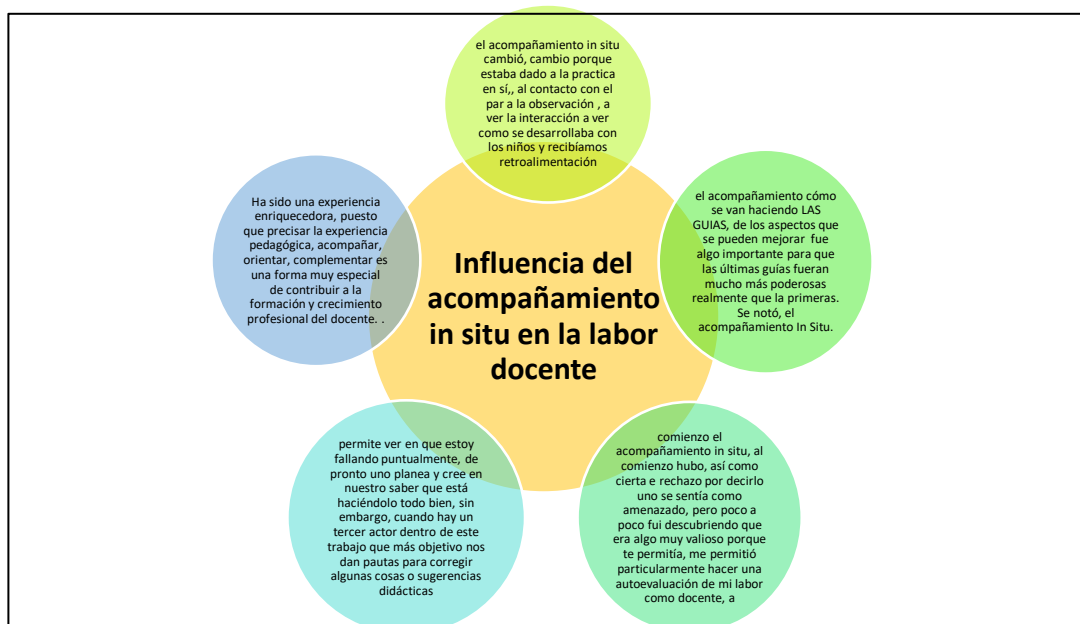 el acompañamiento in situ
cambió, cambio porque
estaba dado a la practica
en sí,, al contacto con el
par a la observación , a
ver la interacción a ver
como se desarrollaba con
los niños y recibíamos
retroalimentación
el acompañamiento cómo
se van haciendo LAS
GUIAS, de los aspectos que
se pueden mejorar fue
algo importante para que
las últimas guías fueran
mucho más poderosas
realmente que la primeras.
Se notó, el
acompañamiento In Situ.
comienzo el
acompañamiento in situ, al
comienzo hubo, así como
cierta e rechazo por decirlo
uno se sentía como
amenazado, pero poco a
poco fui descubriendo que
era algo muy valioso porque
te permitía, me permitió
particularmente hacer una
autoevaluación de mi labor
como docente, a
permite ver en que estoy
fallando puntualmente, de
pronto uno planea y cree en
nuestro saber que está
haciéndolo todo bien, sin
embargo, cuando hay un
tercer actor dentro de este
trabajo que más objetivo nos
dan pautas para corregir
algunas cosas o sugerencias
didácticas
Ha sido una experiencia
enriquecedora, puesto
que precisar la experiencia
pedagógica, acompañar,
orientar, complementar es
una forma muy especial
de contribuir a la
formación y crecimiento
profesional del docente. .
Influencia del
acompañamiento
in situ en la labor
docente